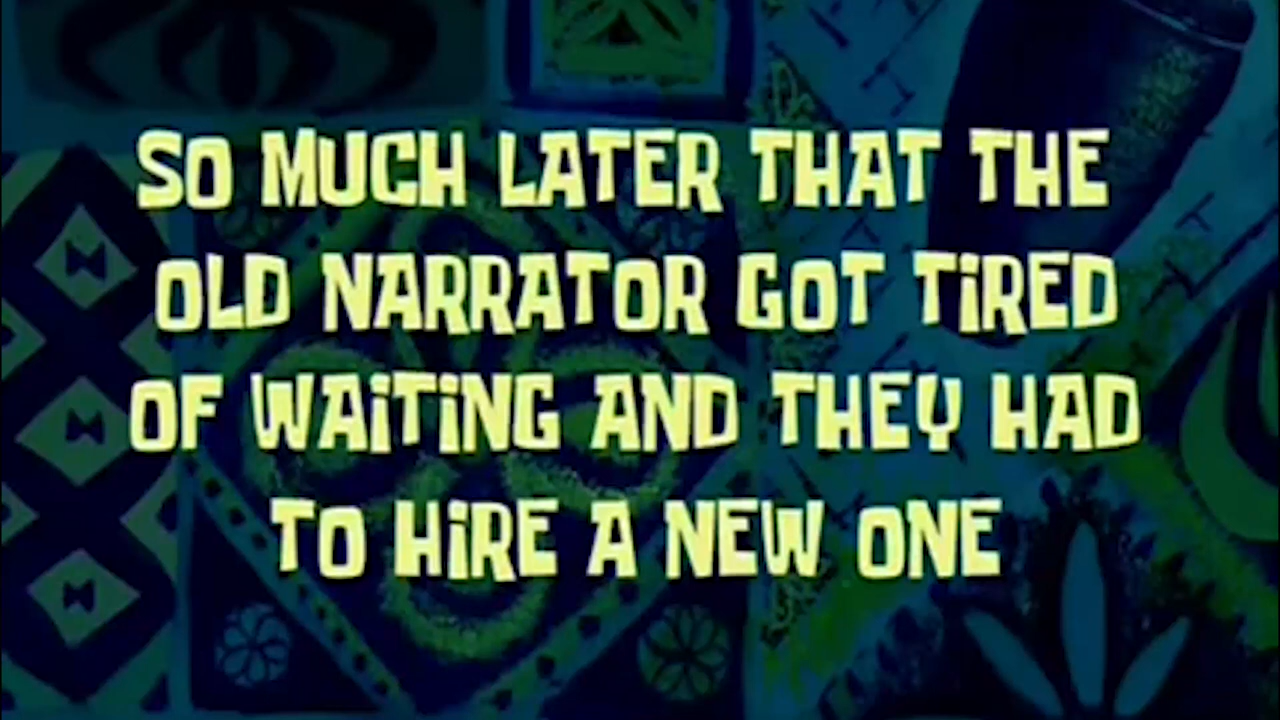 SO MUCH LATER THAT THE
OLD NARRATOR GOT TIRED
OF WAITING AND THEY HAD
TO HIRE A NEW ONE